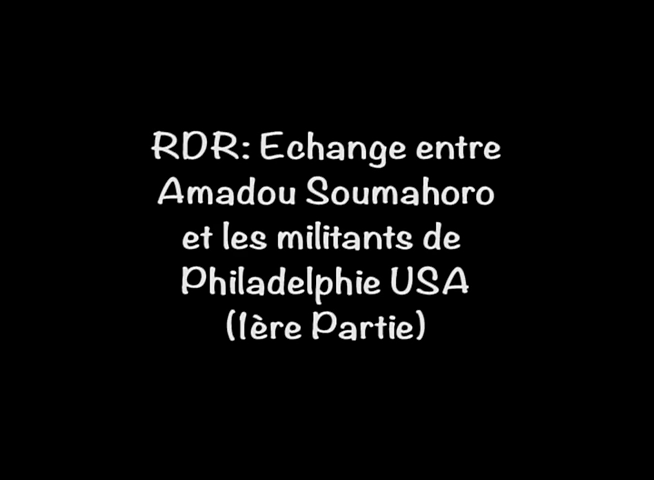 RDR: Echange entre
Amadou Soumahoro
et les militants de
Philadelphie USA
(1ère Partie)